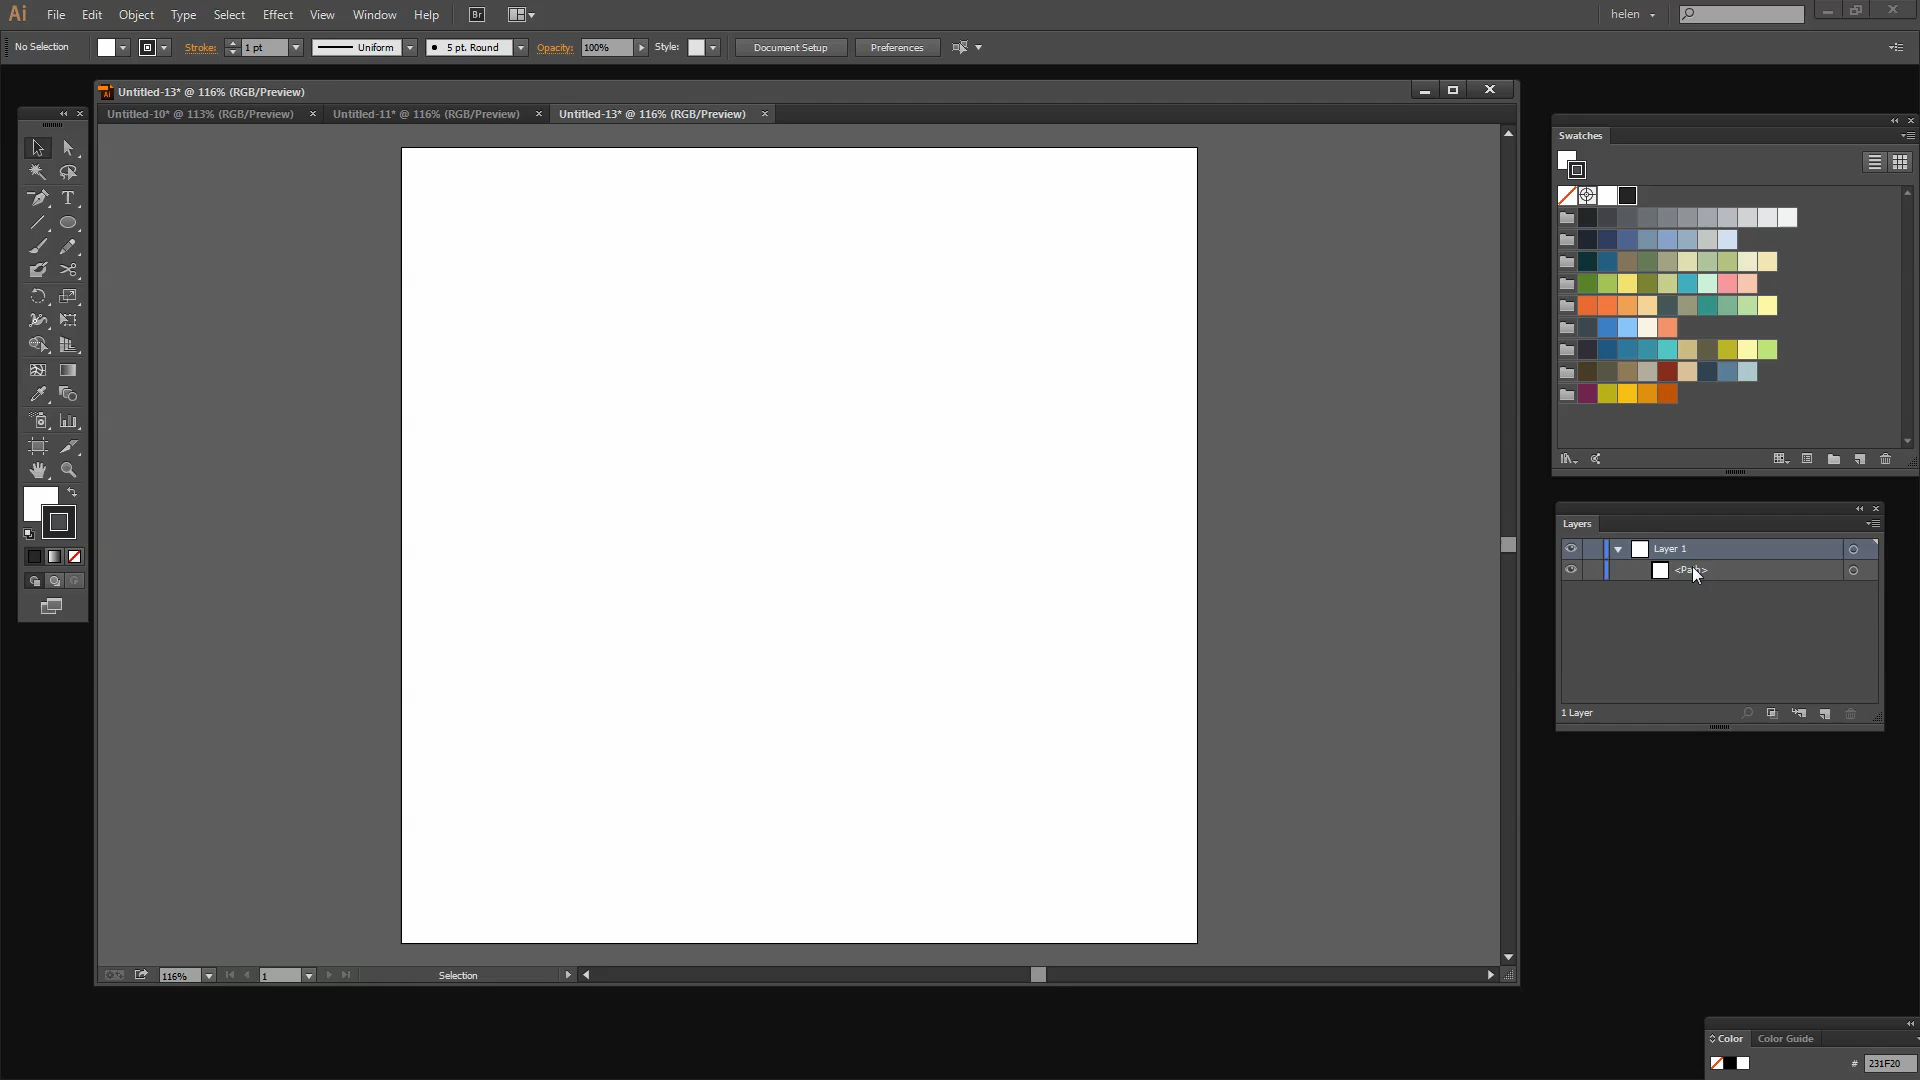 Ai File Edit Object Type Select Effect View Window Help Br helen
No Selection Stroke: 1 pt Uniform 5 pt. Round Opacity: 100% Style: Document Setup Preferences
Ai Untitled-13* @ 116% (RGB/Preview)
Untitled-10* @ 113% (RGB/Preview) Untitled-11* @ 116% (RGB/Preview) Untitled-13* @ 116% (RGB/Preview)
Swatches
T
Layers
Layer 1
1 Layer
116% 1 Selection
Color Color Guide
# 231F20